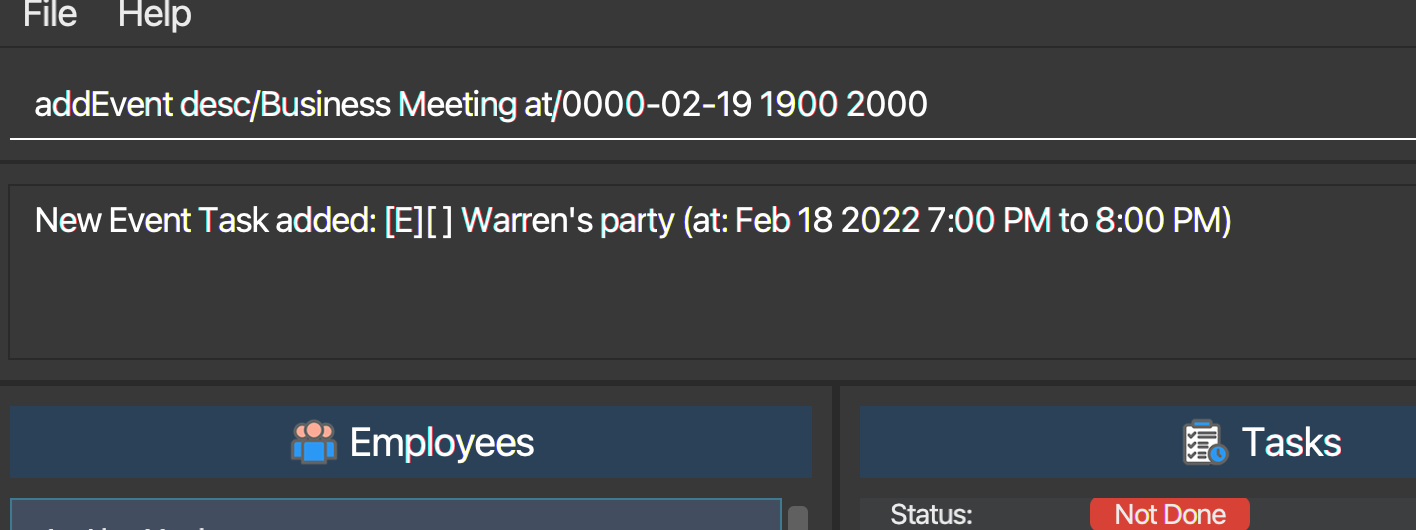 File Help
addEvent desc/Business Meeting at/0000-02-19 1900 2000
New Event Task added: [E][ ] Warren's party (at: Feb 18 2022 7:00 PM to 8:00 PM)
Employees
Tasks
Status: Not Done